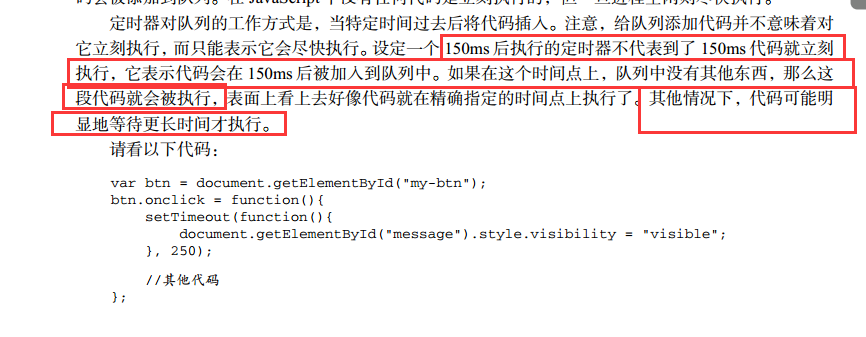 定时器对队列的工作方式是，当特定时间过去后将代码插入。注意，给队列添加代码并不意味着对
它立刻执行，而只能表示它会尽快执行。设定一个 150ms 后执行的定时器不代表到了 150ms 代码就立刻
执行，它表示代码会在 150ms 后被加入到队列中。如果在这个时间点上，队列中没有其他东西，那么这
段代码就会被执行，表面上看上去好像代码就在精确指定的时间点上执行了。其他情况下，代码可能明
显地等待更长时间才执行。
请看以下代码：
var btn = document.getElementById("my-btn");
btn.onclick = function(){
setTimeout(function(){
document.getElementById("message").style.visibility = "visible";
}, 250);
//其他代码
};